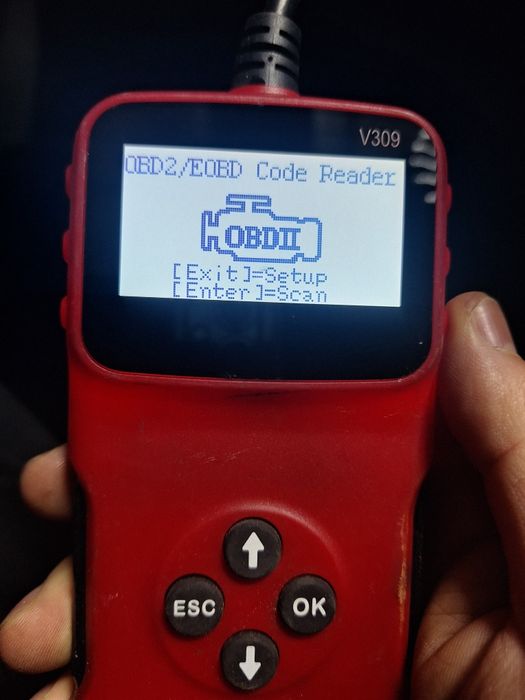 V309
OBD2/EOBD Code Reader
OBDII
[Exit]=Setup
[Enter]=Scan
ESC
OK